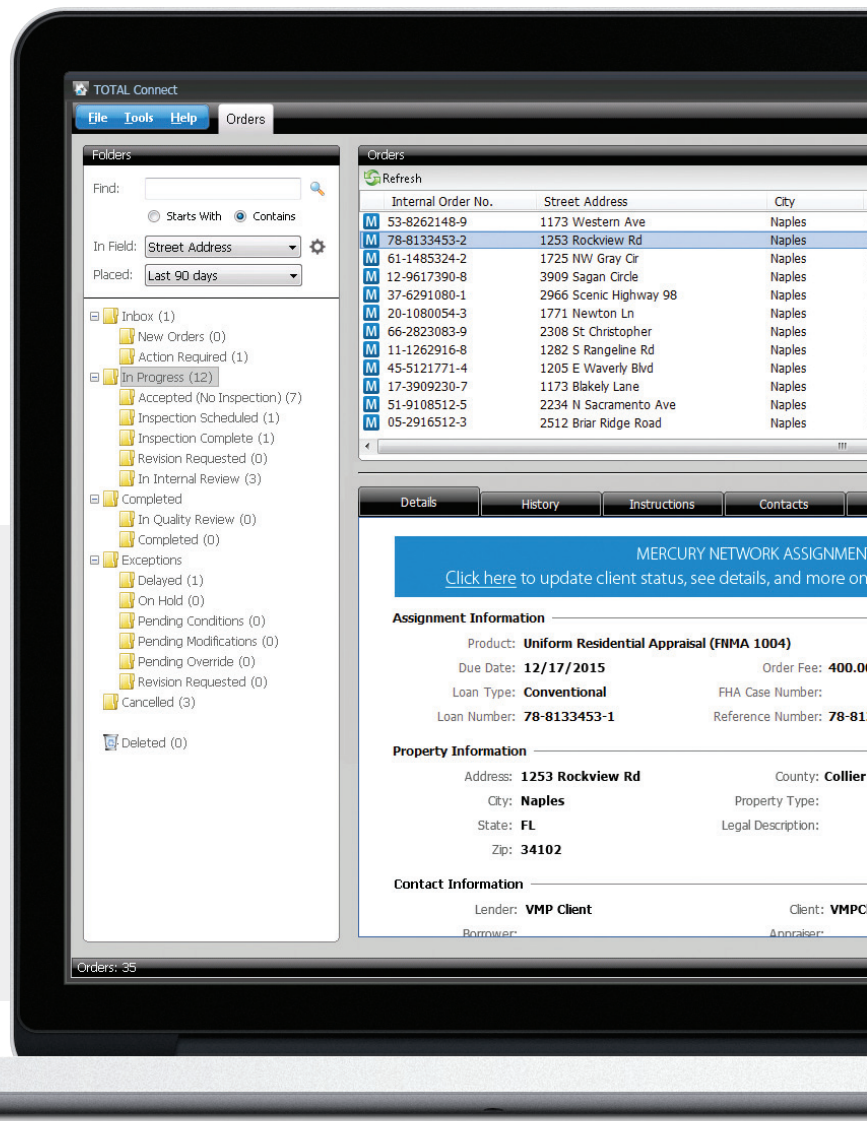 TOTAL Connect
File Tools Help Orders
Folders
Find:
Starts With Contains
In Field: Street Address
Placed: Last 90 days
Inbox (1)
New Orders (0)
Action Required (1)
In Progress (12)
Accepted (No Inspection) (7)
Inspection Scheduled (1)
Inspection Complete (1)
Revision Requested (0)
In Internal Review (3)
Completed
In Quality Review (0)
Completed (0)
Exceptions
Delayed (1)
On Hold (0)
Pending Conditions (0)
Pending Modifications (0)
Pending Override (0)
Revision Requested (0)
Cancelled (3)
Deleted (0)
Orders
Refresh
Internal Order No. Street Address City
M 53-8262148-9 1173 Western Ave Naples
M 78-8133453-2 1253 Rockview Rd Naples
M 61-1485324-2 1725 NW Gray Cir Naples
M 12-9617390-8 3909 Sagan Circle Naples
M 37-6291080-1 2966 Scenic Highway 98 Naples
M 20-1080054-3 1771 Newton Ln Naples
M 66-2823083-9 2308 St Christopher Naples
M 11-1262916-8 1282 S Rangeline Rd Naples
M 45-5121771-4 1205 E Waverly Blvd Naples
M 17-3909230-7 1173 Blakely Lane Naples
M 51-9108512-5 2234 N Sacramento Ave Naples
M 05-2916512-3 2512 Briar Ridge Road Naples
Details History Instructions Contacts
MERCURY NETWORK ASSIGNMEN
Click here to update client status, see details, and more on
Assignment Information
Product: Uniform Residential Appraisal (FNMA 1004)
Due Date: 12/17/2015 Order Fee: 400.00
Loan Type: Conventional FHA Case Number:
Loan Number: 78-8133453-1 Reference Number: 78-81
Property Information
Address: 1253 Rockview Rd County: Collier
City: Naples Property Type:
State: FL Legal Description:
Zip: 34102
Contact Information
Lender: VMP Client Client: VMPC
Borrower: Appraiser:
Orders: 35